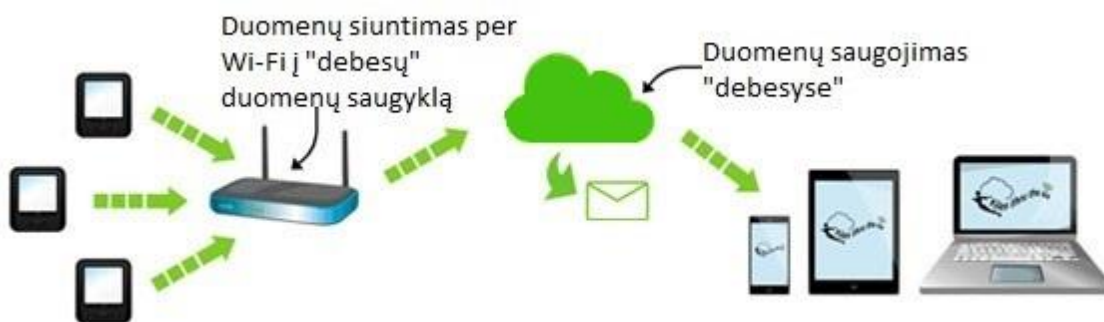 Duomenų siuntimas per
Wi-Fi į "debesų"
duomenų saugyklą
Duomenų saugojimas
"debesyse"